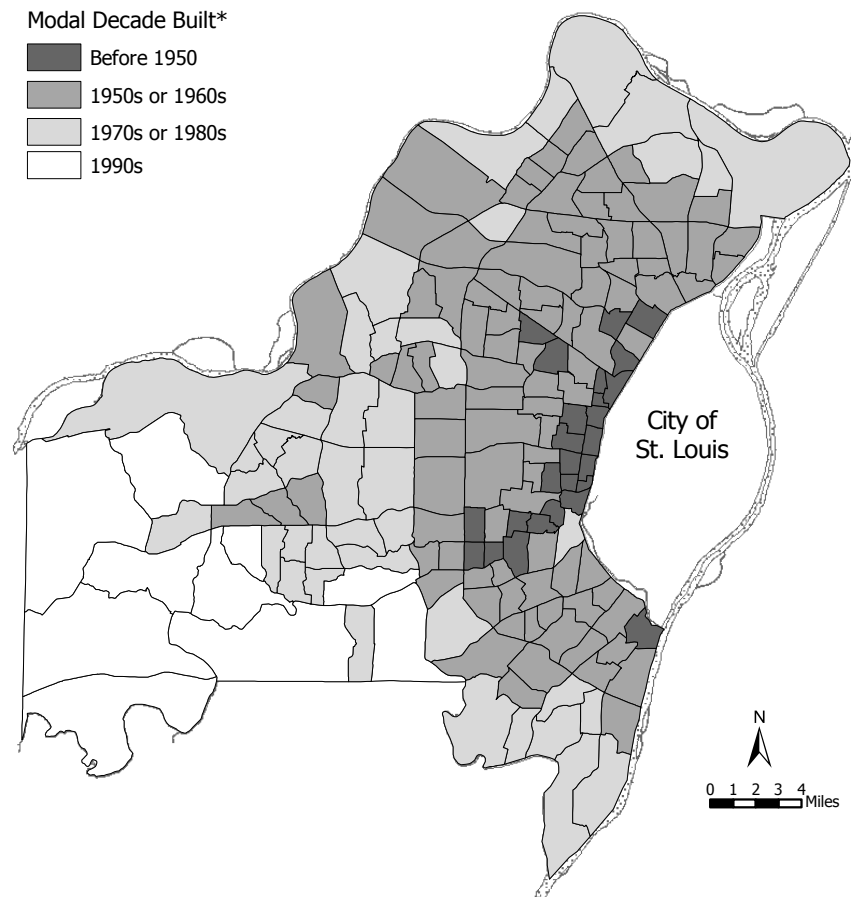 Modal Decade Built*
Before 1950
1950s or 1960s
1970s or 1980s
1990s
City of
St. Louis
N
0 1 2 3 4
Miles